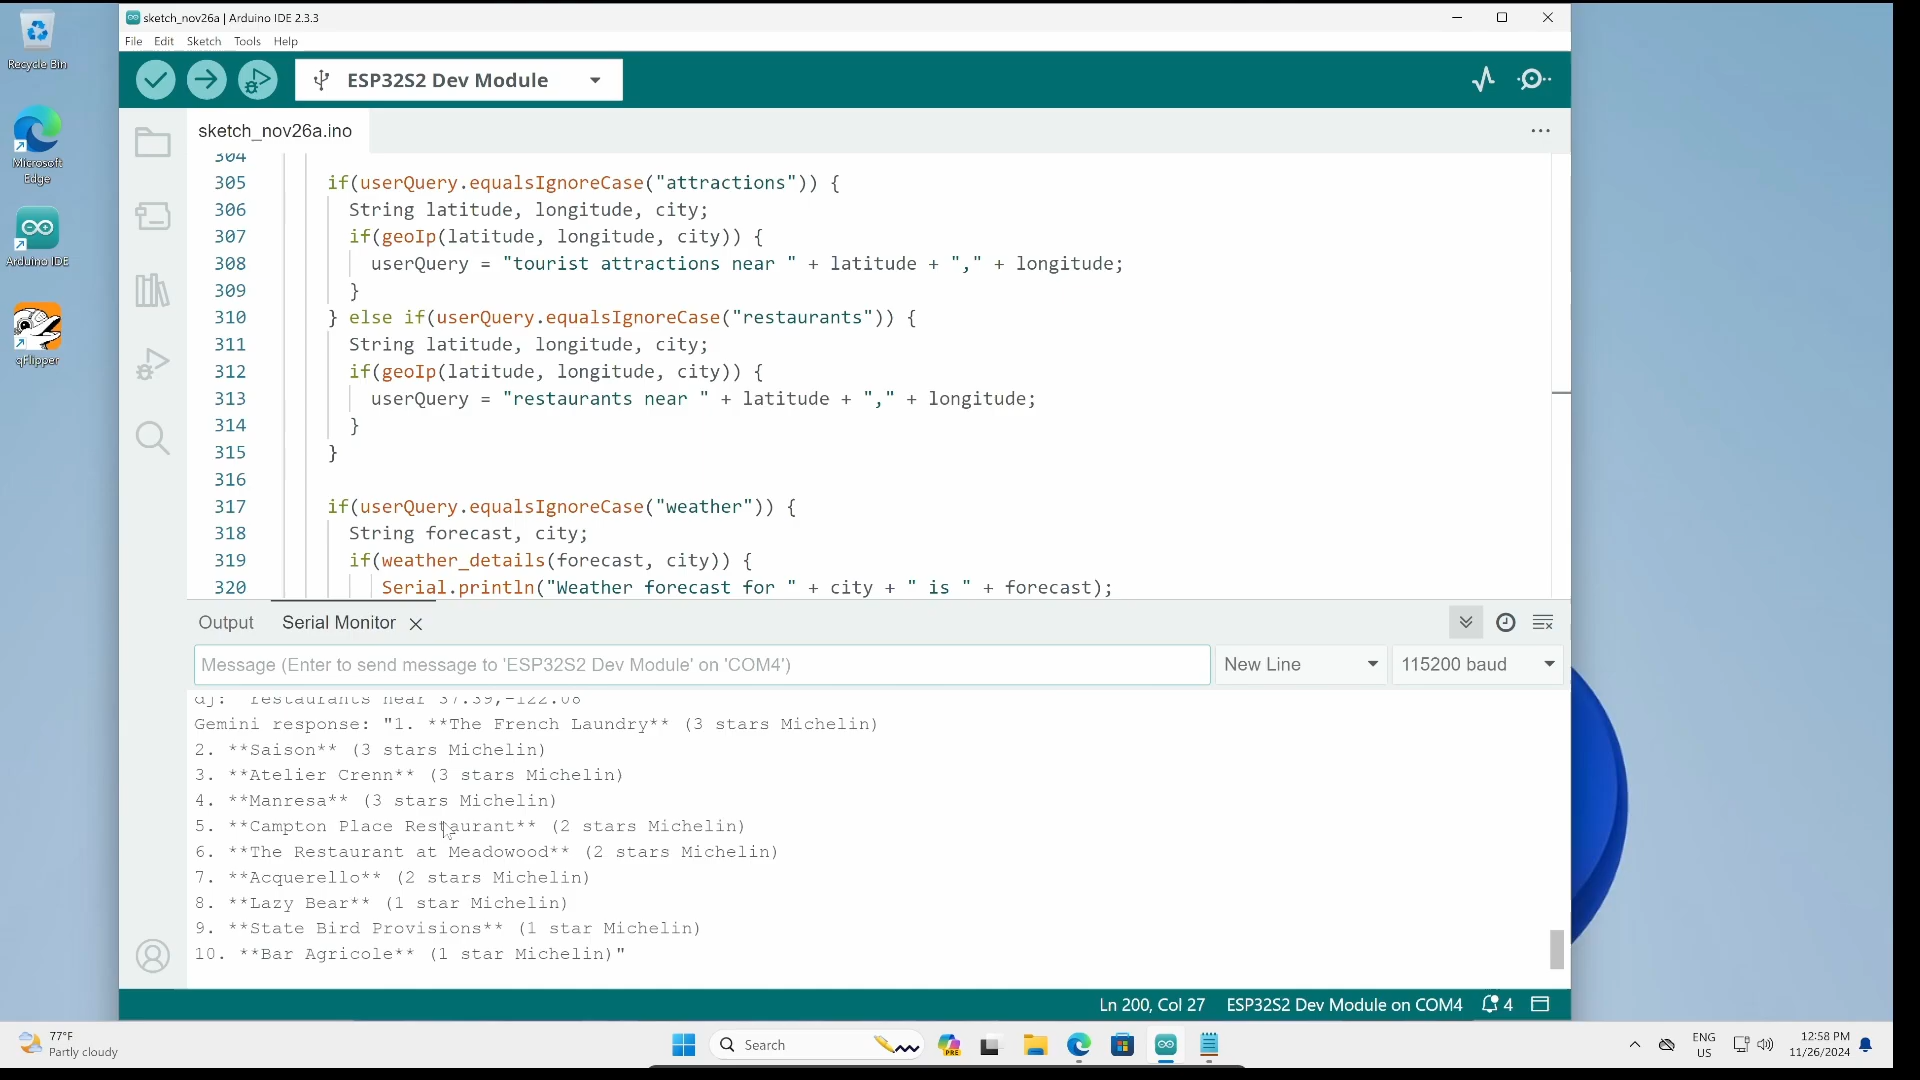 Recycle Bin
Microsoft
Edge
Arduino IDE
qFlipper
sketch_nov26a | Arduino IDE 2.3.3
File Edit Sketch Tools Help
ESP32S2 Dev Module
sketch_nov26a.ino
304
305 if(userQuery.equalsIgnoreCase("attractions")) {
306 String latitude, longitude, city;
307 if(geoIp(latitude, longitude, city)) {
308 userQuery = "tourist attractions near " + latitude + "," + longitude;
309 }
310 } else if(userQuery.equalsIgnoreCase("restaurants")) {
311 String latitude, longitude, city;
312 if(geoIp(latitude, longitude, city)) {
313 userQuery = "restaurants near " + latitude + "," + longitude;
314 }
315 }
316
317 if(userQuery.equalsIgnoreCase("weather")) {
318 String forecast, city;
319 if(weather_details(forecast, city)) {
320 Serial.println("Weather forecast for " + city + " is " + forecast);
Output Serial Monitor
Message (Enter to send message to 'ESP32S2 Dev Module' on 'COM4') New Line 115200 baud
restaurants near 37.39,-122.08
Gemini response: "1. **The French Laundry** (3 stars Michelin)
2. **Saison** (3 stars Michelin)
3. **Atelier Crenn** (3 stars Michelin)
4. **Manresa** (3 stars Michelin)
5. **Campton Place Restaurant** (2 stars Michelin)
6. **The Restaurant at Meadowood** (2 stars Michelin)
7. **Acquerello** (2 stars Michelin)
8. **Lazy Bear** (1 star Michelin)
9. **State Bird Provisions** (1 star Michelin)
10. **Bar Agricole** (1 star Michelin)"
Ln 200, Col 27 ESP32S2 Dev Module on COM4 4
77°F
Partly cloudy
Search
PRE
ENG
US
12:58 PM
11/26/2024